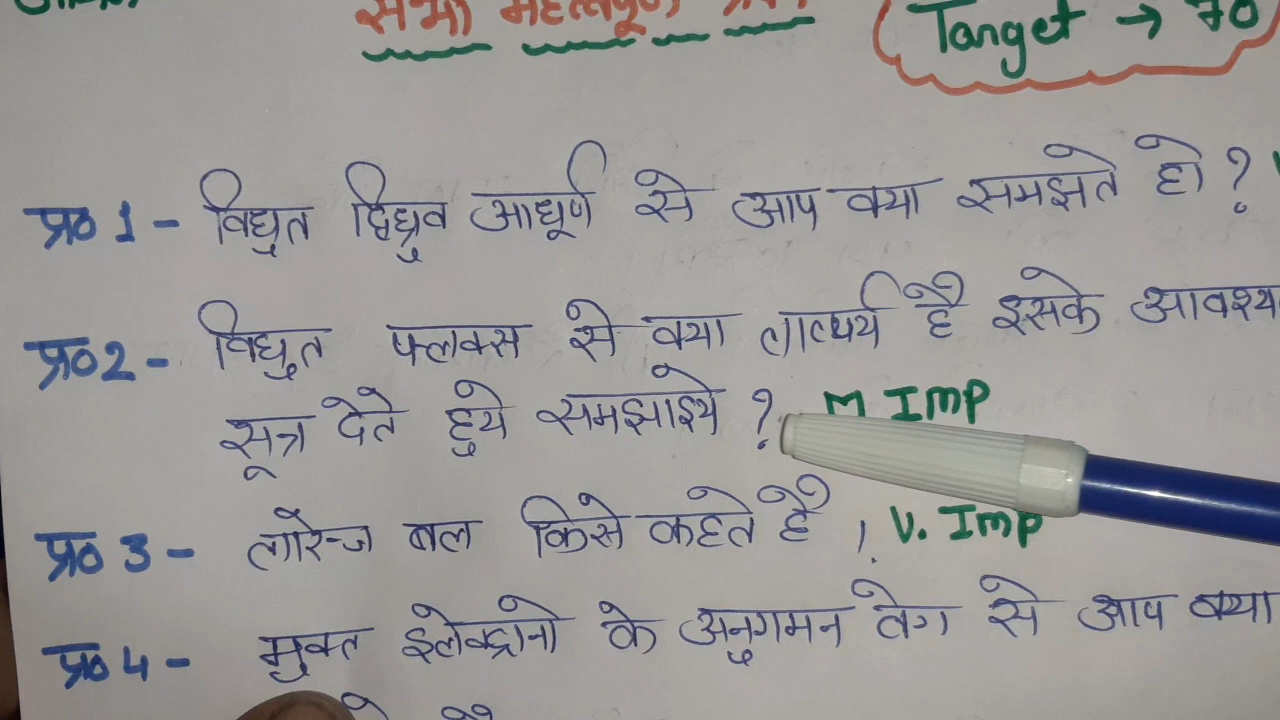 सभी महत्वपूर्ण प्रश्न
Target → 70
प्र० 1 - विद्युत द्विध्रुव आघूर्ण से आप क्या समझते हो ?
प्र० 2 - विद्युत फ्लक्स से क्या तात्पर्य है इसके आवश्य
सूत्र देते हुये समझाइये ? M Imp
प्र० 3 - लारेन्ज बल किसे कहते है , V. Imp
प्र० 4 - मुक्त इलेक्ट्रानो के अनुगमन वेग से आप क्या